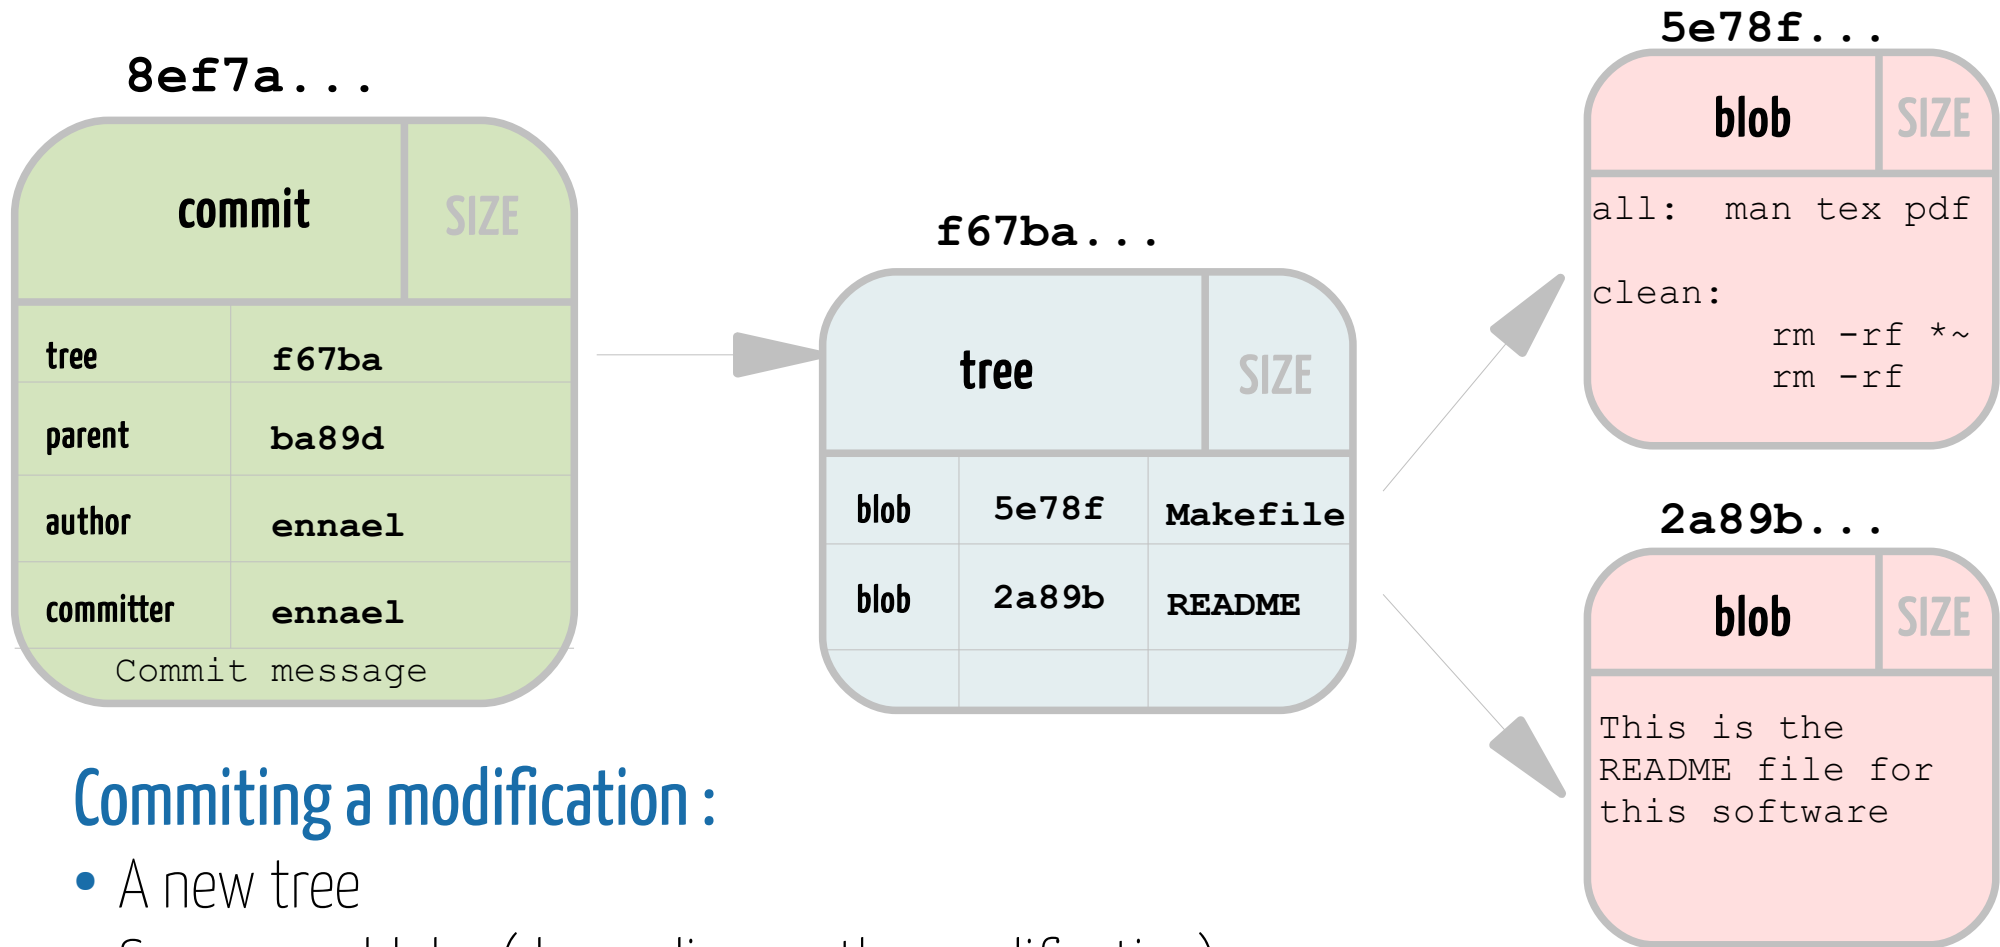 8ef7a...
commit SIZE
tree f67ba
parent ba89d
author ennael
committer ennael
Commit message
f67ba...
tree SIZE
blob 5e78f Makefile
blob 2a89b README
5e78f...
blob SIZE
all: man tex pdf
clean:
rm -rf *~
rm -rf
2a89b...
blob SIZE
This is the
README file for
this software
Commiting a modification :
• A new tree